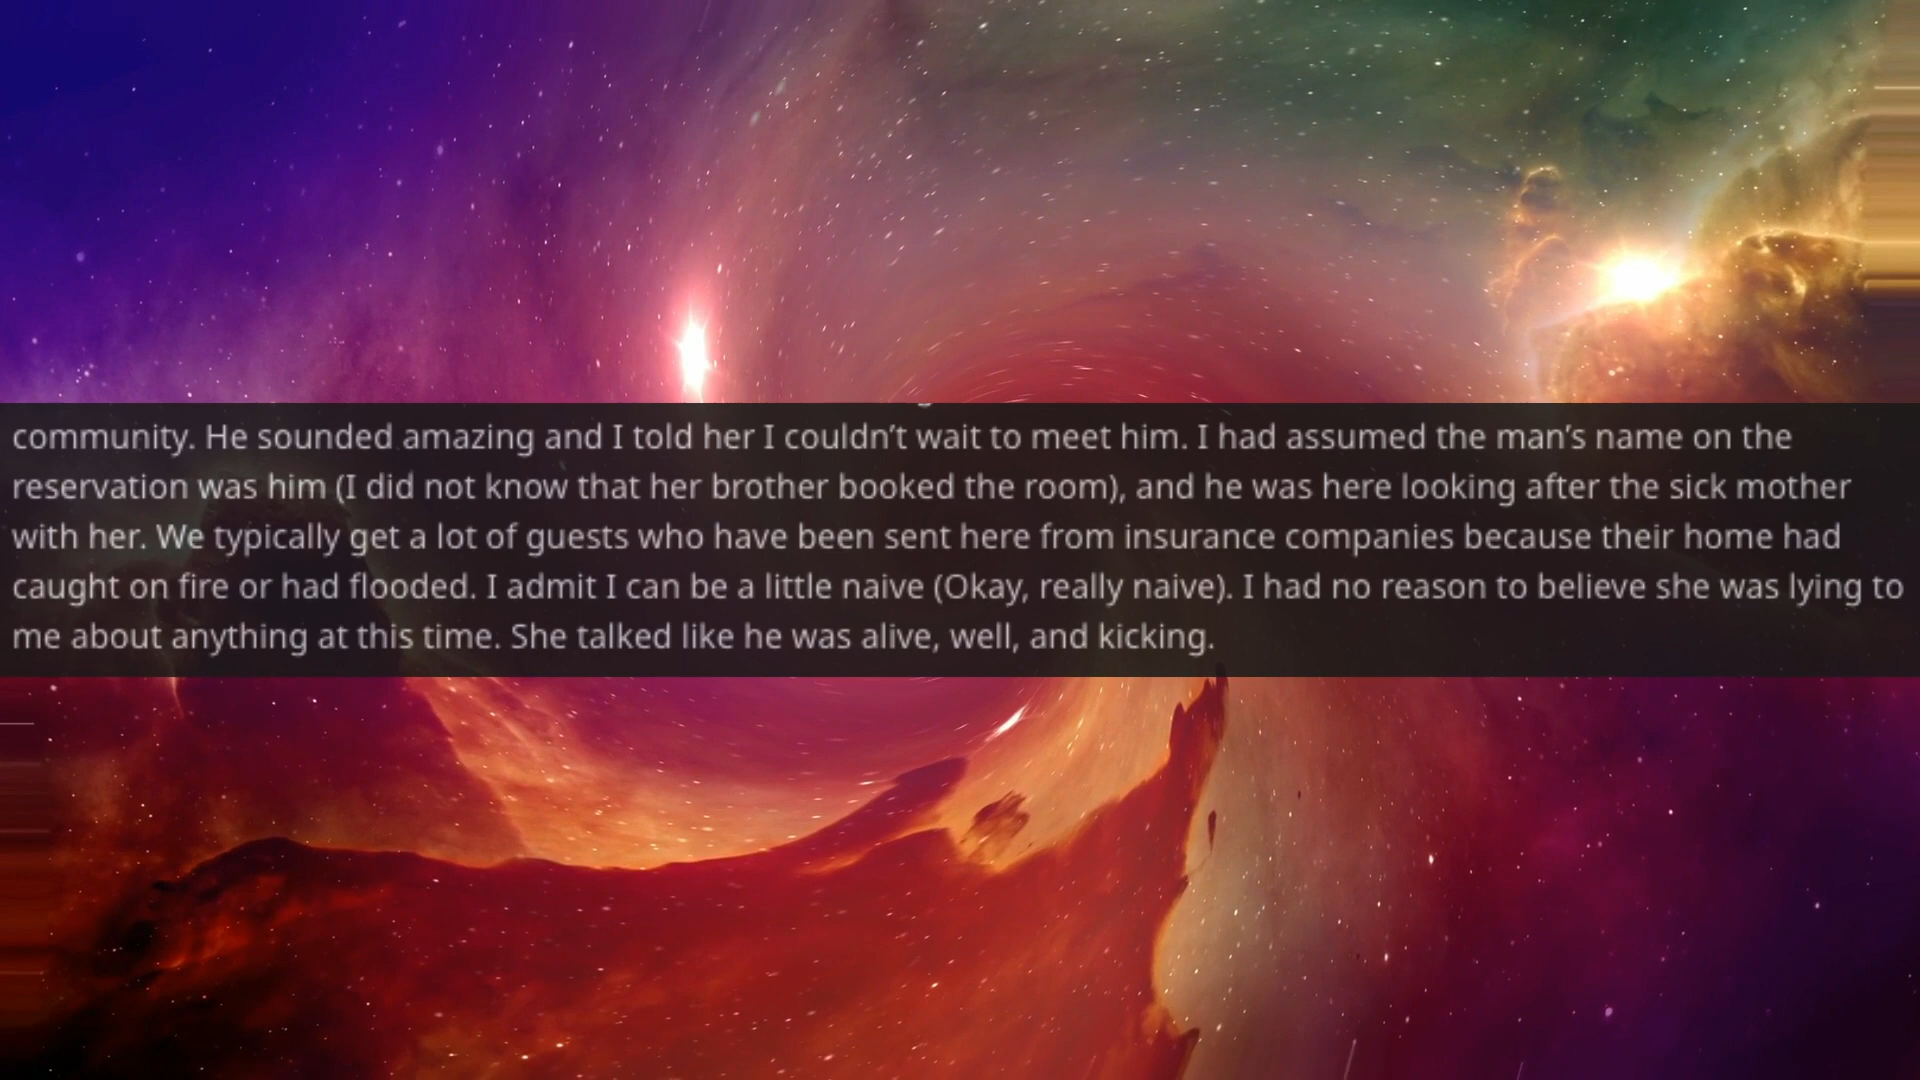 community. He sounded amazing and I told her I couldn’t wait to meet him. I had assumed the man’s name on the
reservation was him (I did not know that her brother booked the room), and he was here looking after the sick mother
with her. We typically get a lot of guests who have been sent here from insurance companies because their home had
caught on fire or had flooded. I admit I can be a little naive (Okay, really naive). I had no reason to believe she was lying to
me about anything at this time. She talked like he was alive, well, and kicking.